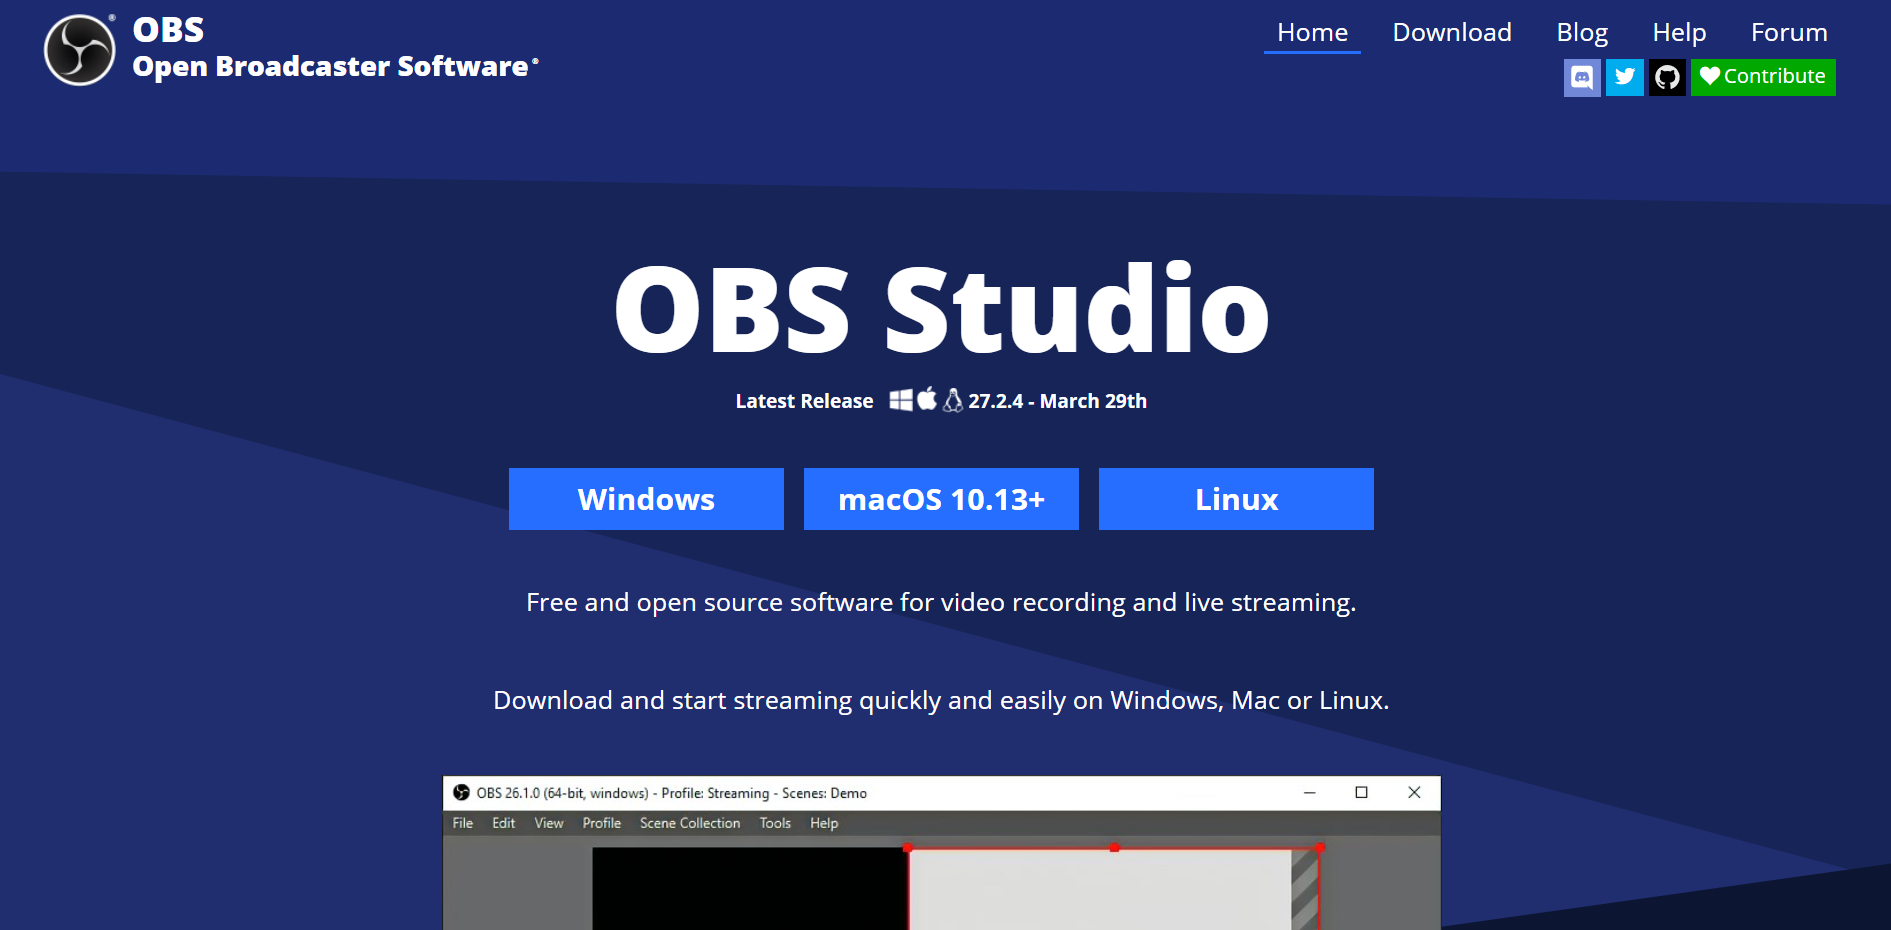 OBS
Open Broadcaster Software®
Home Download Blog Help Forum
Contribute
OBS Studio
Latest Release 27.2.4 - March 29th
Windows macOS 10.13+ Linux
Free and open source software for video recording and live streaming.
Download and start streaming quickly and easily on Windows, Mac or Linux.
OBS 26.1.0 (64-bit, windows) - Profile: Streaming - Scenes: Demo
File Edit View Profile Scene Collection Tools Help